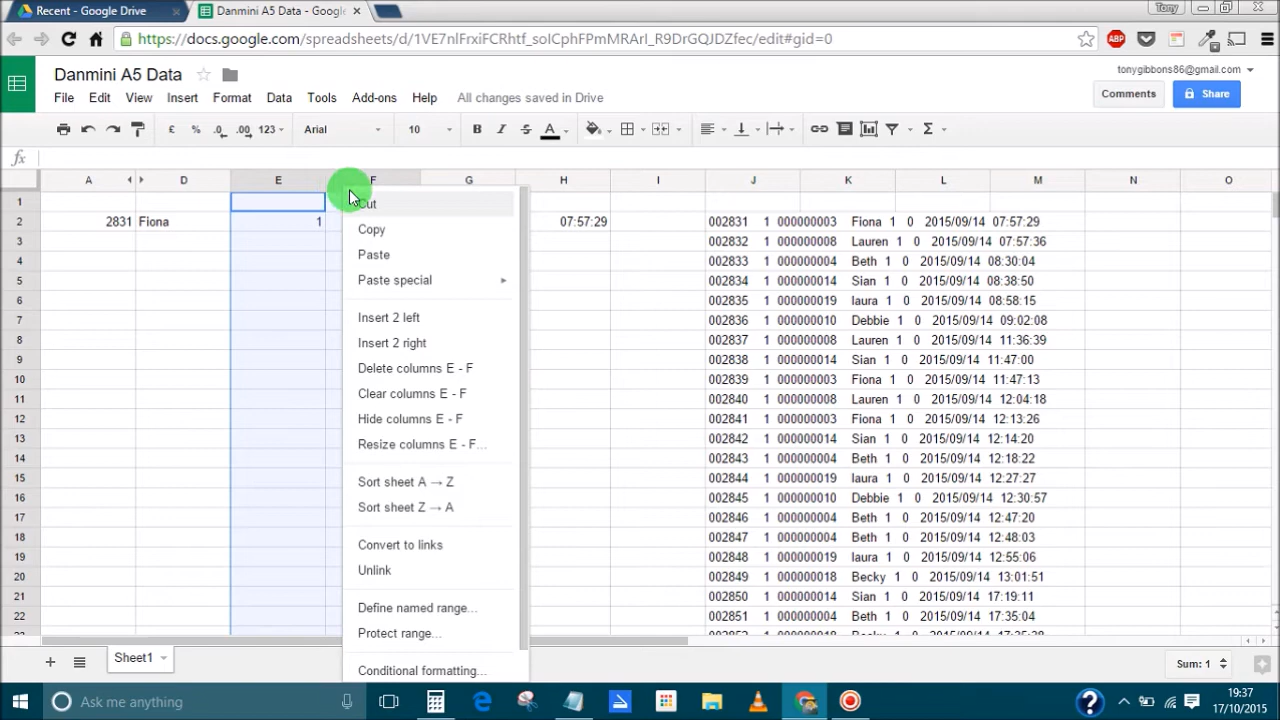 Recent - Google Drive
Danmini A5 Data - Google
Tony
https://docs.google.com/spreadsheets/d/1VE7nlFrxiFCRhtf_soICphFPmMRArl_R9DrGQJDZfec/edit#gid=0
ABP
Danmini A5 Data
tonygibbons86@gmail.com
File Edit View Insert Format Data Tools Add-ons Help All changes saved in Drive
Comments
Share
£ % .0 .00 123 Arial 10 B I S A Σ
fx
A D E F G H I J K L M N O
1
2 2831 Fiona 1 07:57:29 002831 1 000000003 Fiona 1 0 2015/09/14 07:57:29
3 002832 1 000000008 Lauren 1 0 2015/09/14 07:57:36
4 002833 1 000000004 Beth 1 0 2015/09/14 08:30:04
5 002834 1 000000014 Sian 1 0 2015/09/14 08:38:50
6 002835 1 000000019 laura 1 0 2015/09/14 08:58:15
7 002836 1 000000010 Debbie 1 0 2015/09/14 09:02:08
8 002837 1 000000008 Lauren 1 0 2015/09/14 11:36:39
9 002838 1 000000014 Sian 1 0 2015/09/14 11:47:00
10 002839 1 000000003 Fiona 1 0 2015/09/14 11:47:13
11 002840 1 000000008 Lauren 1 0 2015/09/14 12:04:18
12 002841 1 000000003 Fiona 1 0 2015/09/14 12:13:26
13 002842 1 000000014 Sian 1 0 2015/09/14 12:14:20
14 002843 1 000000004 Beth 1 0 2015/09/14 12:18:22
15 002844 1 000000019 laura 1 0 2015/09/14 12:27:27
16 002845 1 000000010 Debbie 1 0 2015/09/14 12:30:57
17 002846 1 000000004 Beth 1 0 2015/09/14 12:47:20
18 002847 1 000000004 Beth 1 0 2015/09/14 12:48:03
19 002848 1 000000019 laura 1 0 2015/09/14 12:55:06
20 002849 1 000000018 Becky 1 0 2015/09/14 13:01:51
21 002850 1 000000014 Sian 1 0 2015/09/14 17:19:11
22 002851 1 000000004 Beth 1 0 2015/09/14 17:35:04
Cut
Copy
Paste
Paste special
Insert 2 left
Insert 2 right
Delete columns E - F
Clear columns E - F
Hide columns E - F
Resize columns E - F...
Sort sheet A → Z
Sort sheet Z → A
Convert to links
Unlink
Define named range...
Protect range...
Conditional formatting...
Sheet1
Sum: 1
Ask me anything
19:37
17/10/2015